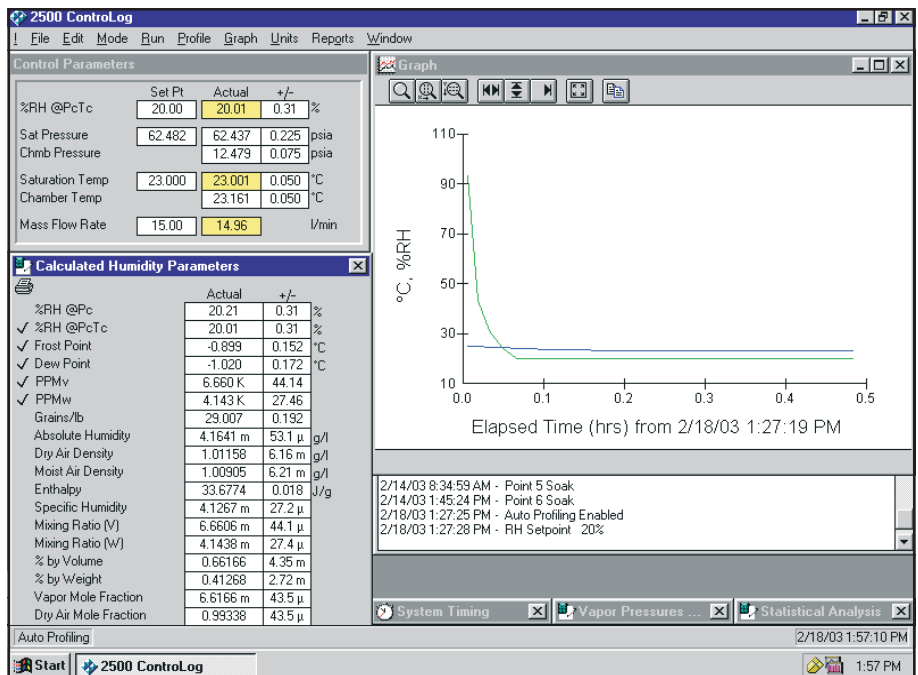 2500 ControLog
! File Edit Mode Run Profile Graph Units Reports Window
Control Parameters
Set Pt Actual +/-
%RH @PcTc 20.00 20.01 0.31 %
Sat Pressure 62.482 62.437 0.225 psia
Chmb Pressure 12.479 0.075 psia
Saturation Temp 23.000 23.001 0.050 °C
Chamber Temp 23.161 0.050 °C
Mass Flow Rate 15.00 14.96 l/min
Calculated Humidity Parameters
Actual +/-
%RH @Pc 20.21 0.31 %
%RH @PcTc 20.01 0.31 %
Frost Point -0.899 0.152 °C
Dew Point -1.020 0.172 °C
PPMv 6.660 K 44.14
PPMw 4.143 K 27.46
Grains/lb 29.007 0.192
Absolute Humidity 4.1641 m 53.1 µ g/l
Dry Air Density 1.01158 6.16 m g/l
Moist Air Density 1.00905 6.21 m g/l
Enthalpy 33.6774 0.018 J/g
Specific Humidity 4.1267 m 27.2 µ
Mixing Ratio (V) 6.6606 m 44.1 µ
Mixing Ratio (W) 4.1438 m 27.4 µ
% by Volume 0.66166 4.35 m
% by Weight 0.41268 2.72 m
Vapor Mole Fraction 6.6166 m 43.5 µ
Dry Air Mole Fraction 0.99338 43.5 µ
Graph
°C, %RH
110
90
70
50
30
10
0.0 0.1 0.2 0.3 0.4 0.5
Elapsed Time (hrs) from 2/18/03 1:27:19 PM
2/14/03 8:34:59 AM - Point 5 Soak
2/14/03 1:45:24 PM - Point 6 Soak
2/18/03 1:27:25 PM - Auto Profiling Enabled
2/18/03 1:27:28 PM - RH Setpoint 20%
System Timing
Vapor Pressures ...
Statistical Analysis
Auto Profiling
2/18/03 1:57:10 PM
Start
2500 ControLog
1:57 PM